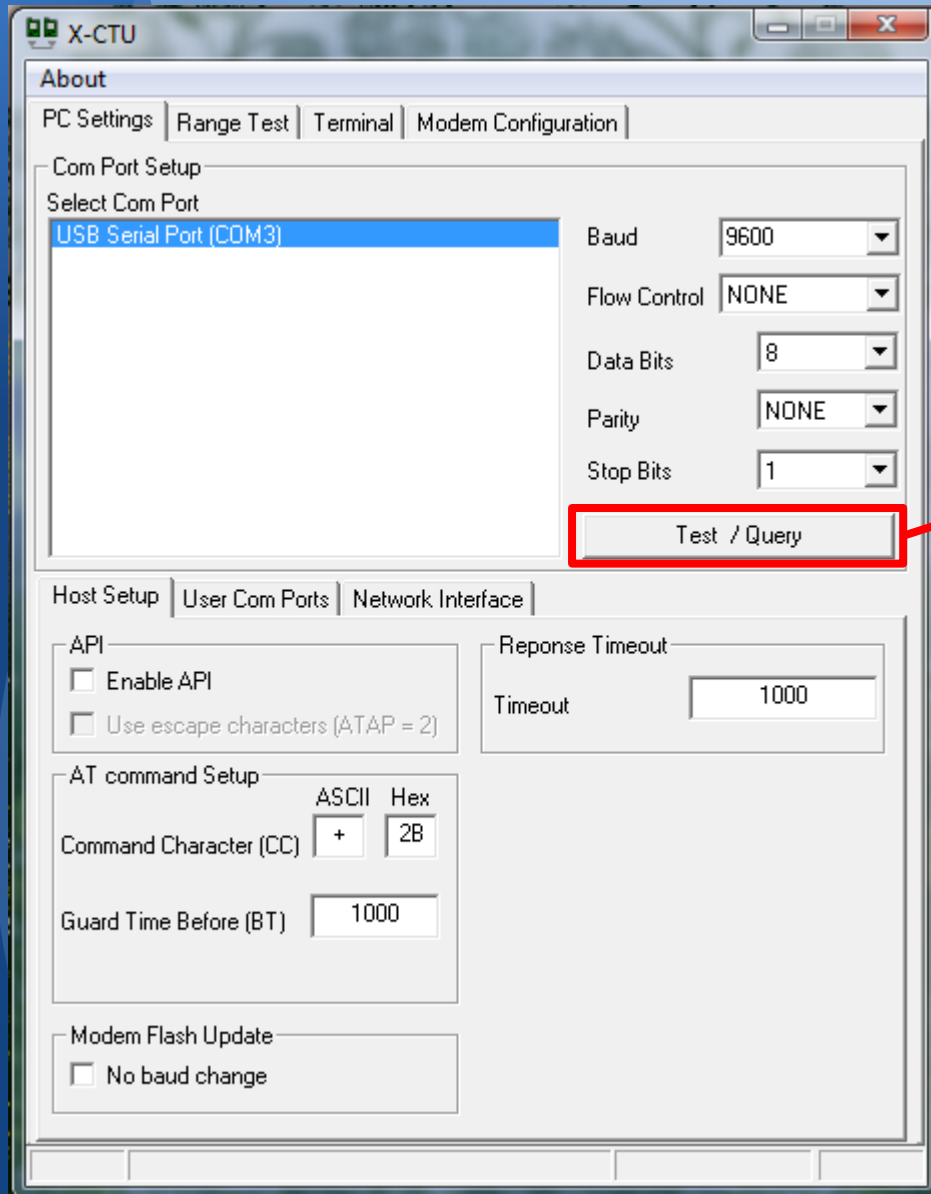 X-CTU
About
PC Settings Range Test Terminal Modem Configuration
Com Port Setup
Select Com Port
USB Serial Port (COM3)
Baud 9600
Flow Control NONE
Data Bits 8
Parity NONE
Stop Bits 1
Test / Query
Host Setup User Com Ports Network Interface
API
Enable API
Use escape characters (ATAP = 2)
Reponse Timeout
Timeout 1000
AT command Setup
ASCII Hex
Command Character (CC) + 2B
Guard Time Before (BT) 1000
Modem Flash Update
No baud change